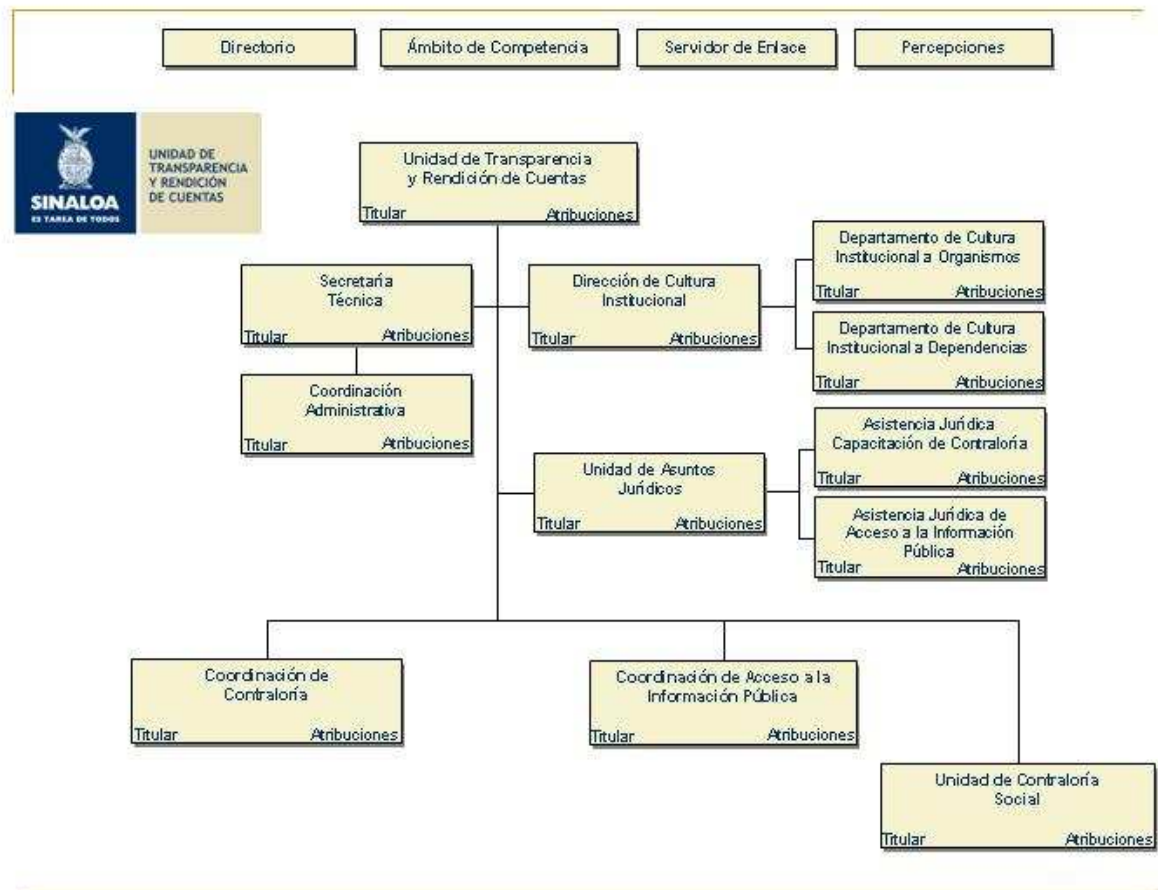 Directorio
Ámbito de Competencia
Servidor de Enlace
Percepciones
SINALOA
ES TAREA DE TODOS
UNIDAD DE
TRANSPARENCIA
Y RENDICIÓN
DE CUENTAS
Unidad de Transparencia
y Rendición de Cuentas
Titular Atribuciones
Secretaría
Técnica
Titular Atribuciones
Dirección de Cultura
Institucional
Titular Atribuciones
Departamento de Cultura
Institucional a Organismos
Titular Atribuciones
Departamento de Cultura
Institucional a Dependencias
Titular Atribuciones
Coordinación
Administrativa
Titular Atribuciones
Unidad de Asuntos
Jurídicos
Titular Atribuciones
Asistencia Jurídica
Capacitación de Contraloría
Titular Atribuciones
Asistencia Jurídica de
Acceso a la Información
Pública
Titular Atribuciones
Coordinación de
Contraloría
Titular Atribuciones
Coordinación de Acceso a la
Información Pública
Titular Atribuciones
Unidad de Contraloría
Social
Titular Atribuciones